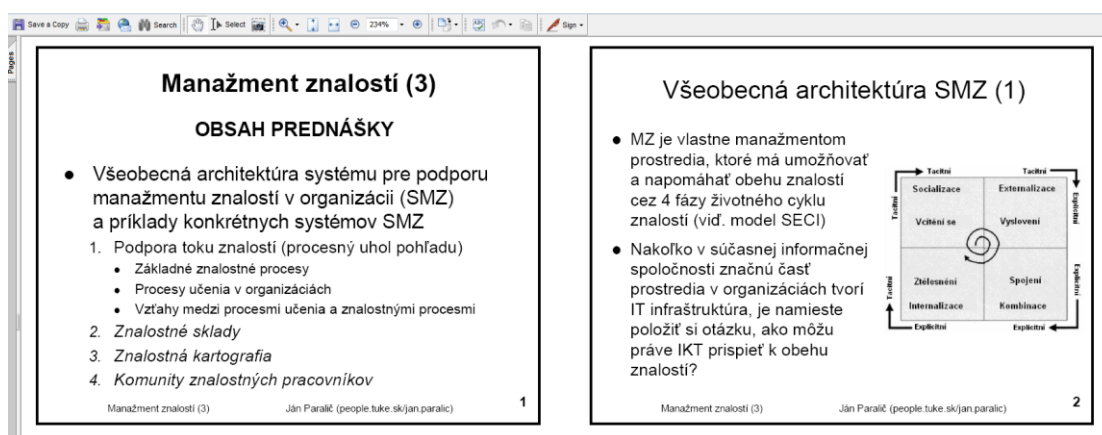 Save a Copy
Search
Select
234%
Sign
Pages
Manažment znalostí (3)
OBSAH PREDNÁŠKY
● Všeobecná architektúra systému pre podporu
manažmentu znalostí v organizácii (SMZ)
a príklady konkrétnych systémov SMZ
1. Podpora toku znalostí (procesný uhol pohľadu)
● Základné znalostné procesy
● Procesy učenia v organizáciách
● Vzťahy medzi procesmi učenia a znalostnými procesmi
2. Znalostné sklady
3. Znalostná kartografia
4. Komunity znalostných pracovníkov
Manažment znalostí (3)
Ján Paralič (people.tuke.sk/jan.paralic)
1
Všeobecná architektúra SMZ (1)
● MZ je vlastne manažmentom
prostredia, ktoré má umožňovať
a napomáhať obehu znalostí
cez 4 fázy životného cyklu
znalostí (viď. model SECI)
● Nakoľko v súčasnej informačnej
spoločnosti značnú časť
prostredia v organizáciách tvorí
IT infraštruktúra, je namieste
položiť si otázku, ako môžu
práve IKT prispieť k obehu
znalostí?
Tacitní
Tacitní
Tacitní
Socializace
Externalizace
Explicitní
Vcítění se
Vyslovení
Tacitní
Ztělesnění
Spojení
Explicitní
Internalizace
Kombinace
Explicitní
Explicitní
Manažment znalostí (3)
Ján Paralič (people.tuke.sk/jan.paralic)
2